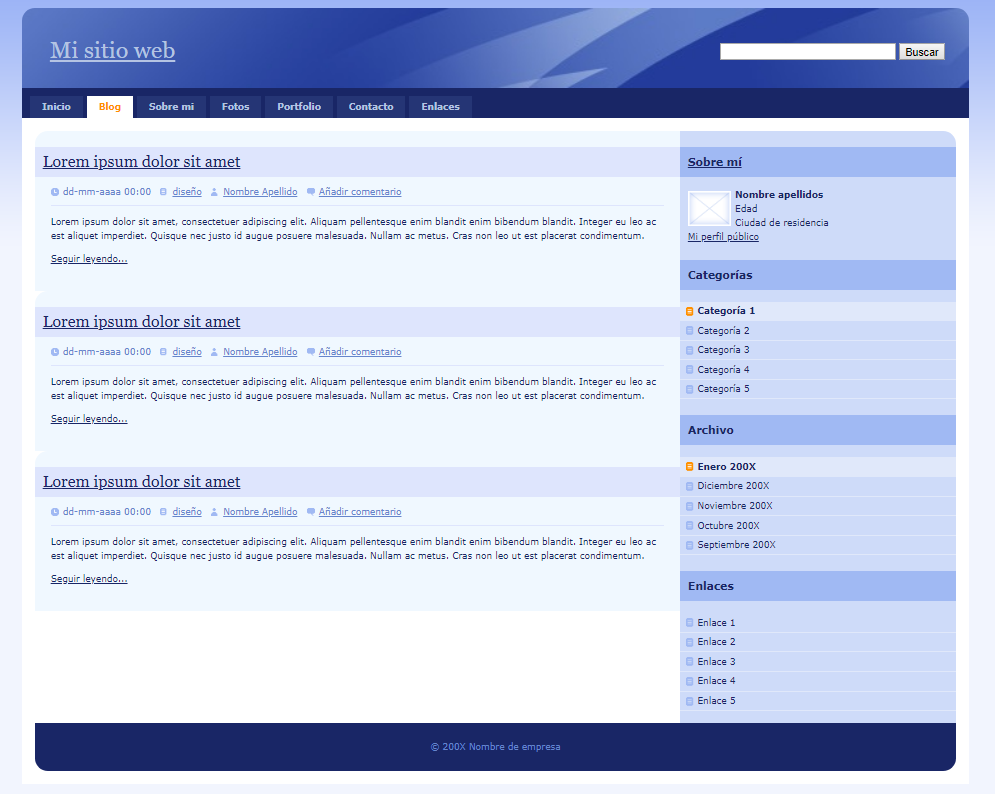 Mi sitio web
Buscar
Inicio Blog Sobre mi Fotos Portfolio Contacto Enlaces
Lorem ipsum dolor sit amet
dd-mm-aaaa 00:00 diseño Nombre Apellido Añadir comentario
Lorem ipsum dolor sit amet, consectetuer adipiscing elit. Aliquam pellentesque enim blandit enim bibendum blandit. Integer eu leo ac
est aliquet imperdiet. Quisque nec justo id augue posuere malesuada. Nullam ac metus. Cras non leo ut est placerat condimentum.
Seguir leyendo...
Lorem ipsum dolor sit amet
dd-mm-aaaa 00:00 diseño Nombre Apellido Añadir comentario
Lorem ipsum dolor sit amet, consectetuer adipiscing elit. Aliquam pellentesque enim blandit enim bibendum blandit. Integer eu leo ac
est aliquet imperdiet. Quisque nec justo id augue posuere malesuada. Nullam ac metus. Cras non leo ut est placerat condimentum.
Seguir leyendo...
Lorem ipsum dolor sit amet
dd-mm-aaaa 00:00 diseño Nombre Apellido Añadir comentario
Lorem ipsum dolor sit amet, consectetuer adipiscing elit. Aliquam pellentesque enim blandit enim bibendum blandit. Integer eu leo ac
est aliquet imperdiet. Quisque nec justo id augue posuere malesuada. Nullam ac metus. Cras non leo ut est placerat condimentum.
Seguir leyendo...
Sobre mí
Nombre apellidos
Edad
Ciudad de residencia
Mi perfil público
Categorías
Categoría 1
Categoría 2
Categoría 3
Categoría 4
Categoría 5
Archivo
Enero 200X
Diciembre 200X
Noviembre 200X
Octubre 200X
Septiembre 200X
Enlaces
Enlace 1
Enlace 2
Enlace 3
Enlace 4
Enlace 5
© 200X Nombre de empresa